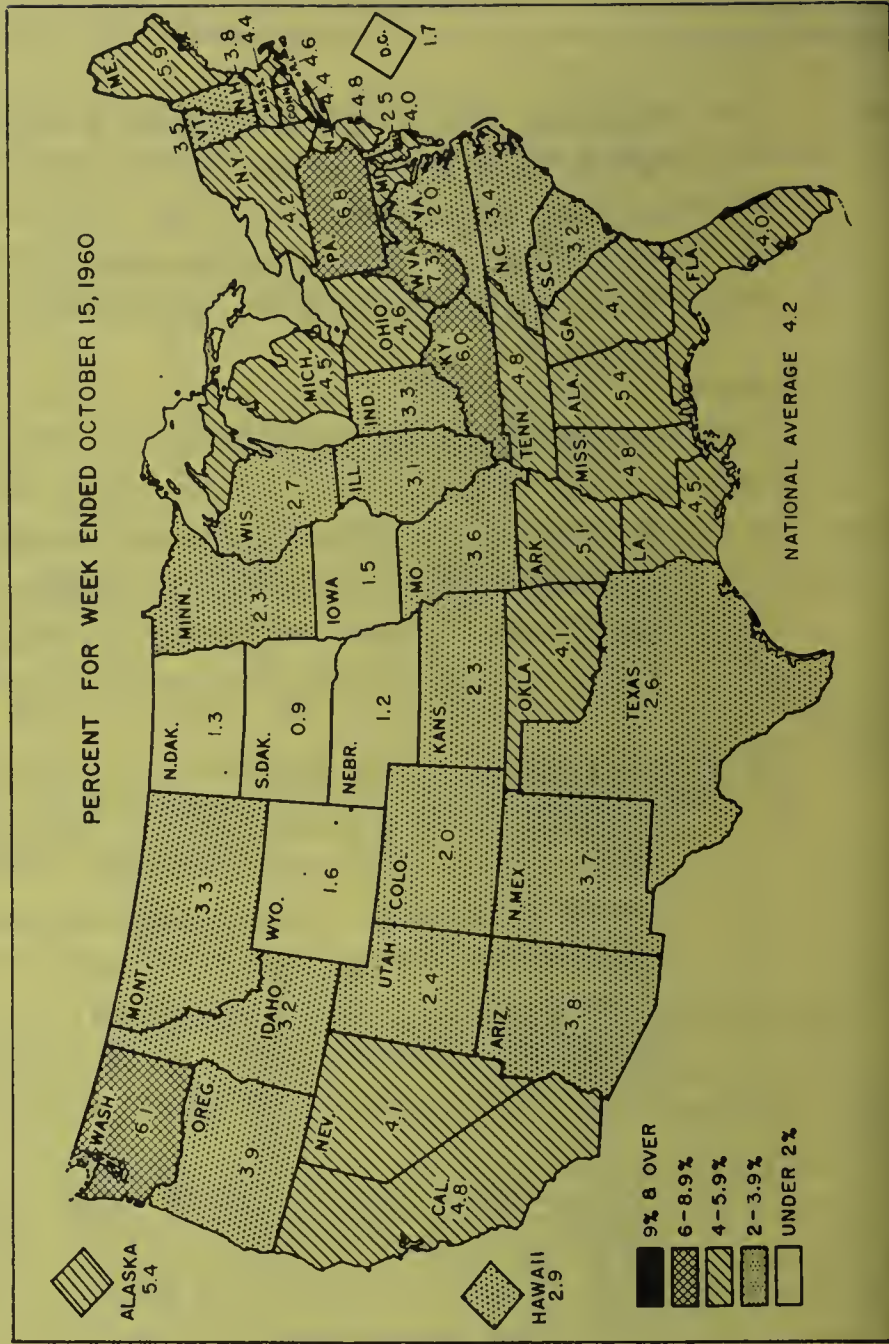 PERCENT FOR WEEK ENDED OCTOBER 15, 1960
ALASKA
5.4
HAWAII
2.9
WASH.
6.1
OREG.
3.9
CAL.
4.8
NEV.
4.1
IDAHO
3.2
MONT.
3.3
WYO.
1.6
UTAH
2.4
ARIZ.
3.8
COLO.
2.0
N.MEX
3.7
N.DAK.
1.3
S.DAK.
0.9
NEBR.
1.2
KANS.
2.3
OKLA.
4.1
TEXAS
2.6
MINN.
2.3
IOWA
1.5
MO.
3.6
ARK.
5.1
LA.
4.5
WIS.
2.7
ILL.
3.1
MICH.
4.5
IND.
3.3
OHIO
4.6
KY.
6.0
TENN.
4.8
MISS.
4.8
ALA.
5.4
GA.
4.1
FLA.
4.0
S.C.
3.2
N.C.
3.4
VA.
2.0
W.VA.
7.3
PA.
6.8
N.Y.
4.2
VT.
3.5
N.H.
3.8
ME.
5.9
MASS.
4.4
CONN.
4.4
R.I.
4.6
N.J.
4.8
2.5
MD.
4.0
D.C.
1.7
9% & OVER
6-8.9%
4-5.9%
2-3.9%
UNDER 2%
NATIONAL AVERAGE 4.2